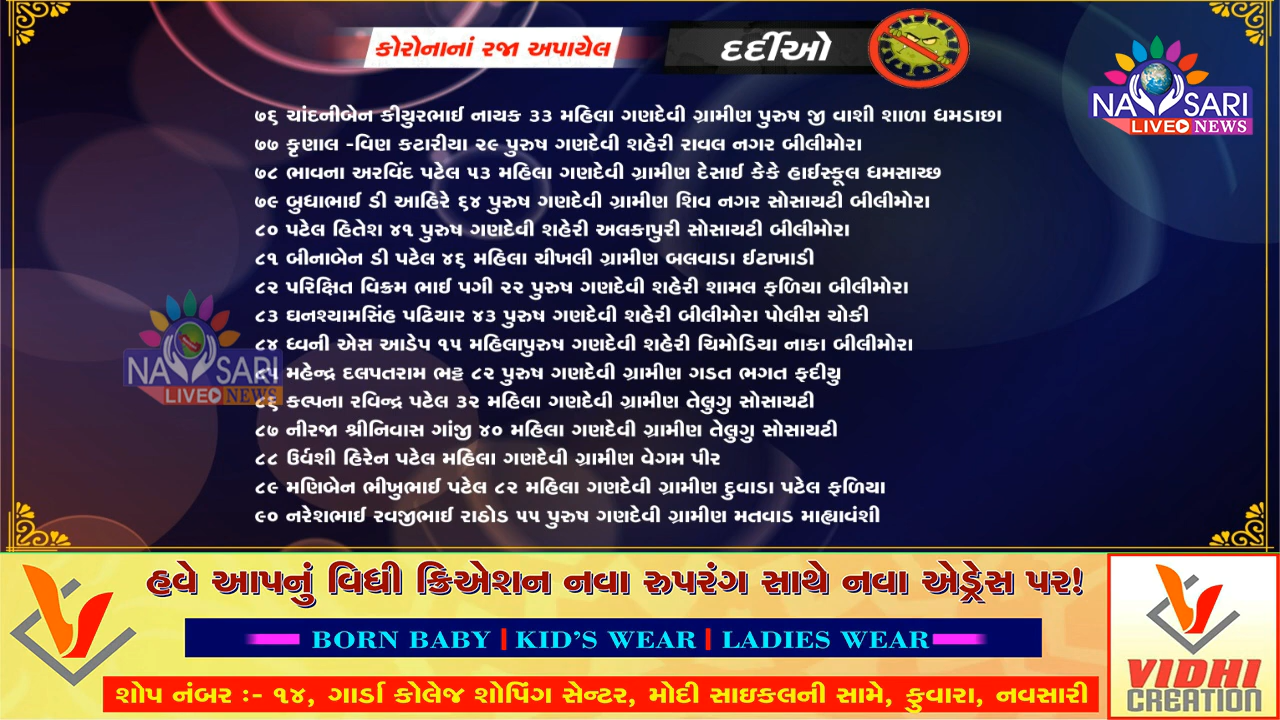 કોરોનાનાં રજા અપાયેલ દર્દીઓ
NAVSARI
LIVE NEWS
૭૬ ચાંદનીબેન કીયુરભાઈ નાયક ૩૩ મહિલા ગણદેવી ગ્રામીણ પુરુષ જી વાશી શાળા ધમડાછા
૭૭ કૃણાલ -વિણ કટારીયા ૨૯ પુરુષ ગણદેવી શહેરી રાવલ નગર બીલીમોરા
૭૮ ભાવના અરવિંદ પટેલ ૫૩ મહિલા ગણદેવી ગ્રામીણ દેસાઈ કેકે હાઈસ્કૂલ ધમસાચ્છ
૭૯ બુધાભાઈ ડી આહિરે ૬૪ પુરુષ ગણદેવી ગ્રામીણ શિવ નગર સોસાયટી બીલીમોરા
૮૦ પટેલ હિતેશ ૪૧ પુરુષ ગણદેવી શહેરી અલકાપુરી સોસાયટી બીલીમોરા
૮૧ બીનાબેન ડી પટેલ ૪૬ મહિલા ચીખલી ગ્રામીણ બલવાડા ઈટાખાડી
૮૨ પરિક્ષિત વિક્રમ ભાઈ પગી ૨૨ પુરુષ ગણદેવી શહેરી શામલ ફળિયા બીલીમોરા
૮૩ ઘનશ્યામસિંહ પઢિયાર ૪૩ પુરુષ ગણદેવી શહેરી બીલીમોરા પોલીસ ચોકી
૮૪ ધ્વની એસ આડેપ ૧૫ મહિલાપુરુષ ગણદેવી શહેરી ચિમોડિયા નાકા બીલીમોરા
૮૫ મહેન્દ્ર દલપતરામ ભટ્ટ ૮૨ પુરુષ ગણદેવી ગ્રામીણ ગડત ભગત ફદીયુ
૮૬ કલ્પના રવિન્દ્ર પટેલ ૩૨ મહિલા ગણદેવી ગ્રામીણ તેલુગુ સોસાયટી
૮૭ નીરજા શ્રીનિવાસ ગાંજી ૪૦ મહિલા ગણદેવી ગ્રામીણ તેલુગુ સોસાયટી
૮૮ ઉર્વશી હિરેન પટેલ મહિલા ગણદેવી ગ્રામીણ વેગમ પીર
૮૯ મણિબેન ભીખુભાઈ પટેલ ૮૨ મહિલા ગણદેવી ગ્રામીણ દુવાડા પટેલ ફળિયા
૯૦ નરેશભાઈ રવજીભાઈ રાઠોડ ૫૫ પુરુષ ગણદેવી ગ્રામીણ મતવાડ માહ્યાવંશી
NAVSARI
LIVE NEWS
હવે આપનું વિધી ક્રિએશન નવા રુપરંગ સાથે નવા એડ્રેસ પર!
BORN BABY | KID'S WEAR | LADIES WEAR
શોપ નંબર :- ૧૪, ગાર્ડા કોલેજ શોપિંગ સેન્ટર, મોદી સાઇકલની સામે, ફુવારા, નવસારી
VIDHI
CREATION